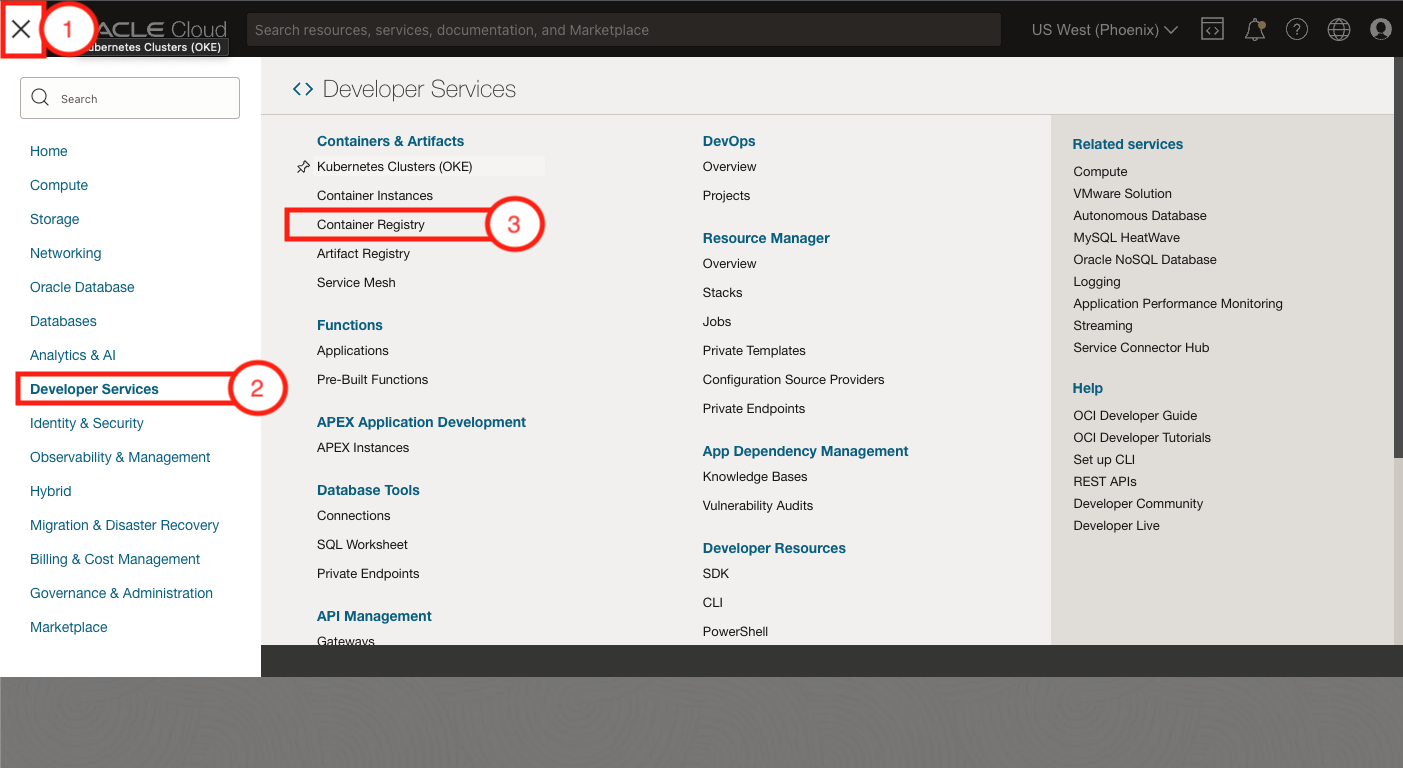 1
ACLE Cloud
Kubernetes Clusters (OKE)
Search resources, services, documentation, and Marketplace
US West (Phoenix)
Search
Home
Compute
Storage
Networking
Oracle Database
Databases
Analytics & AI
Developer Services
2
Identity & Security
Observability & Management
Hybrid
Migration & Disaster Recovery
Billing & Cost Management
Governance & Administration
Marketplace
Developer Services
Containers & Artifacts
Kubernetes Clusters (OKE)
Container Instances
Container Registry
3
Artifact Registry
Service Mesh
Functions
Applications
Pre-Built Functions
APEX Application Development
APEX Instances
Database Tools
Connections
SQL Worksheet
Private Endpoints
API Management
Gateways
DevOps
Overview
Projects
Resource Manager
Overview
Stacks
Jobs
Private Templates
Configuration Source Providers
Private Endpoints
App Dependency Management
Knowledge Bases
Vulnerability Audits
Developer Resources
SDK
CLI
PowerShell
Related services
Compute
VMware Solution
Autonomous Database
MySQL HeatWave
Oracle NoSQL Database
Logging
Application Performance Monitoring
Streaming
Service Connector Hub
Help
OCI Developer Guide
OCI Developer Tutorials
Set up CLI
REST APIs
Developer Community
Developer Live